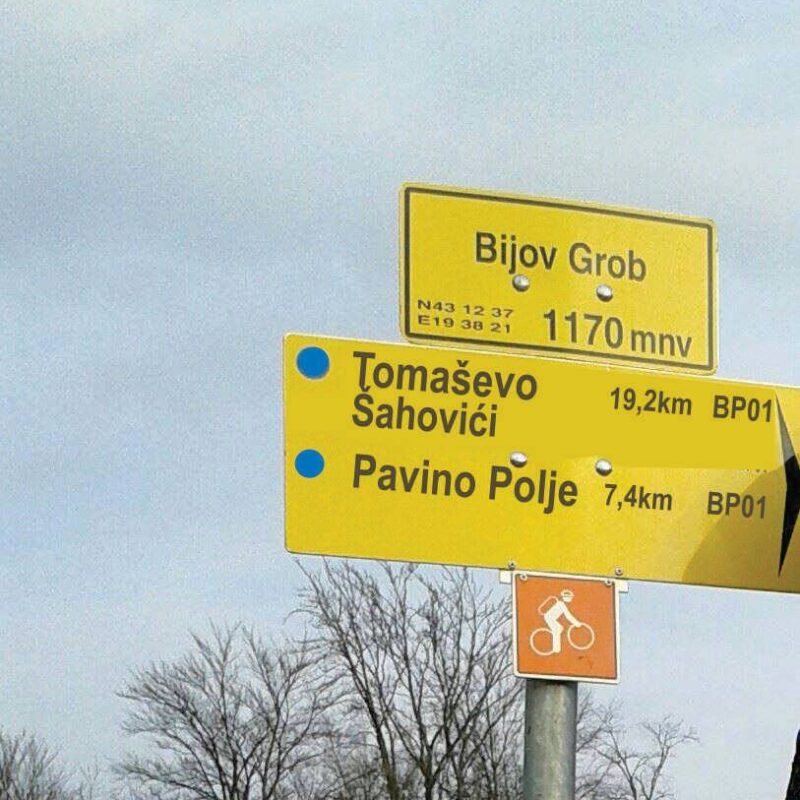 Bijov Grob
N43 12 37
E19 38 21
1170 mnv
Tomaševo 19,2km BP01
Šahovići
Pavino Polje 7,4km BP01